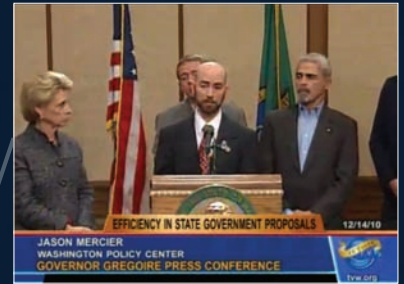 EFFICIENCY IN STATE GOVERNMENT PROPOSALS 12/14/10
JASON MERCIER
WASHINGTON POLICY CENTER
GOVERNOR GREGOIRE PRESS CONFERENCE
tvw.org